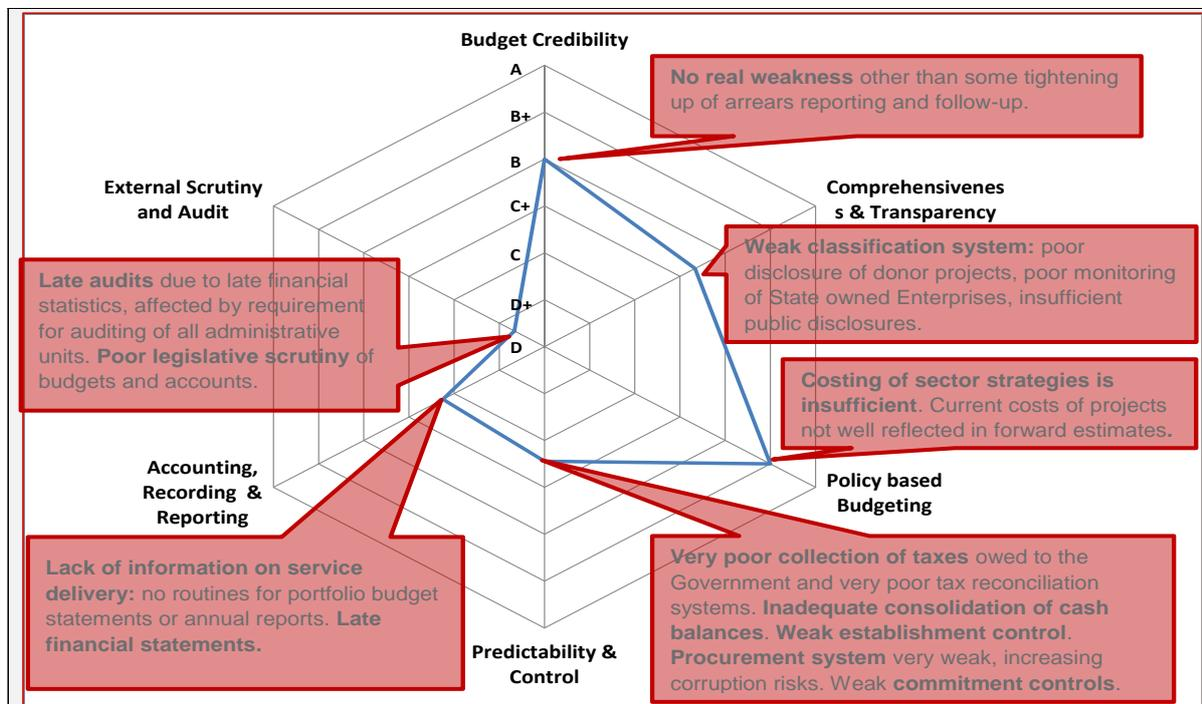 Budget Credibility
A
B+
B
C+
C
D+
D
No real weakness other than some tightening
up of arrears reporting and follow-up.
External Scrutiny
and Audit
Comprehensivenes
s & Transparency
Weak classification system: poor
disclosure of donor projects, poor monitoring
of State owned Enterprises, insufficient
public disclosures.
Late audits due to late financial
statistics, affected by requirement
for auditing of all administrative
units. Poor legislative scrutiny of
budgets and accounts.
Costing of sector strategies is
insufficient. Current costs of projects
not well reflected in forward estimates.
Accounting,
Recording &
Reporting
Policy based
Budgeting
Lack of information on service
delivery: no routines for portfolio budget
statements or annual reports. Late
financial statements.
Predictability &
Control
Very poor collection of taxes owed to the
Government and very poor tax reconciliation
systems. Inadequate consolidation of cash
balances. Weak establishment control.
Procurement system very weak, increasing
corruption risks. Weak commitment controls.